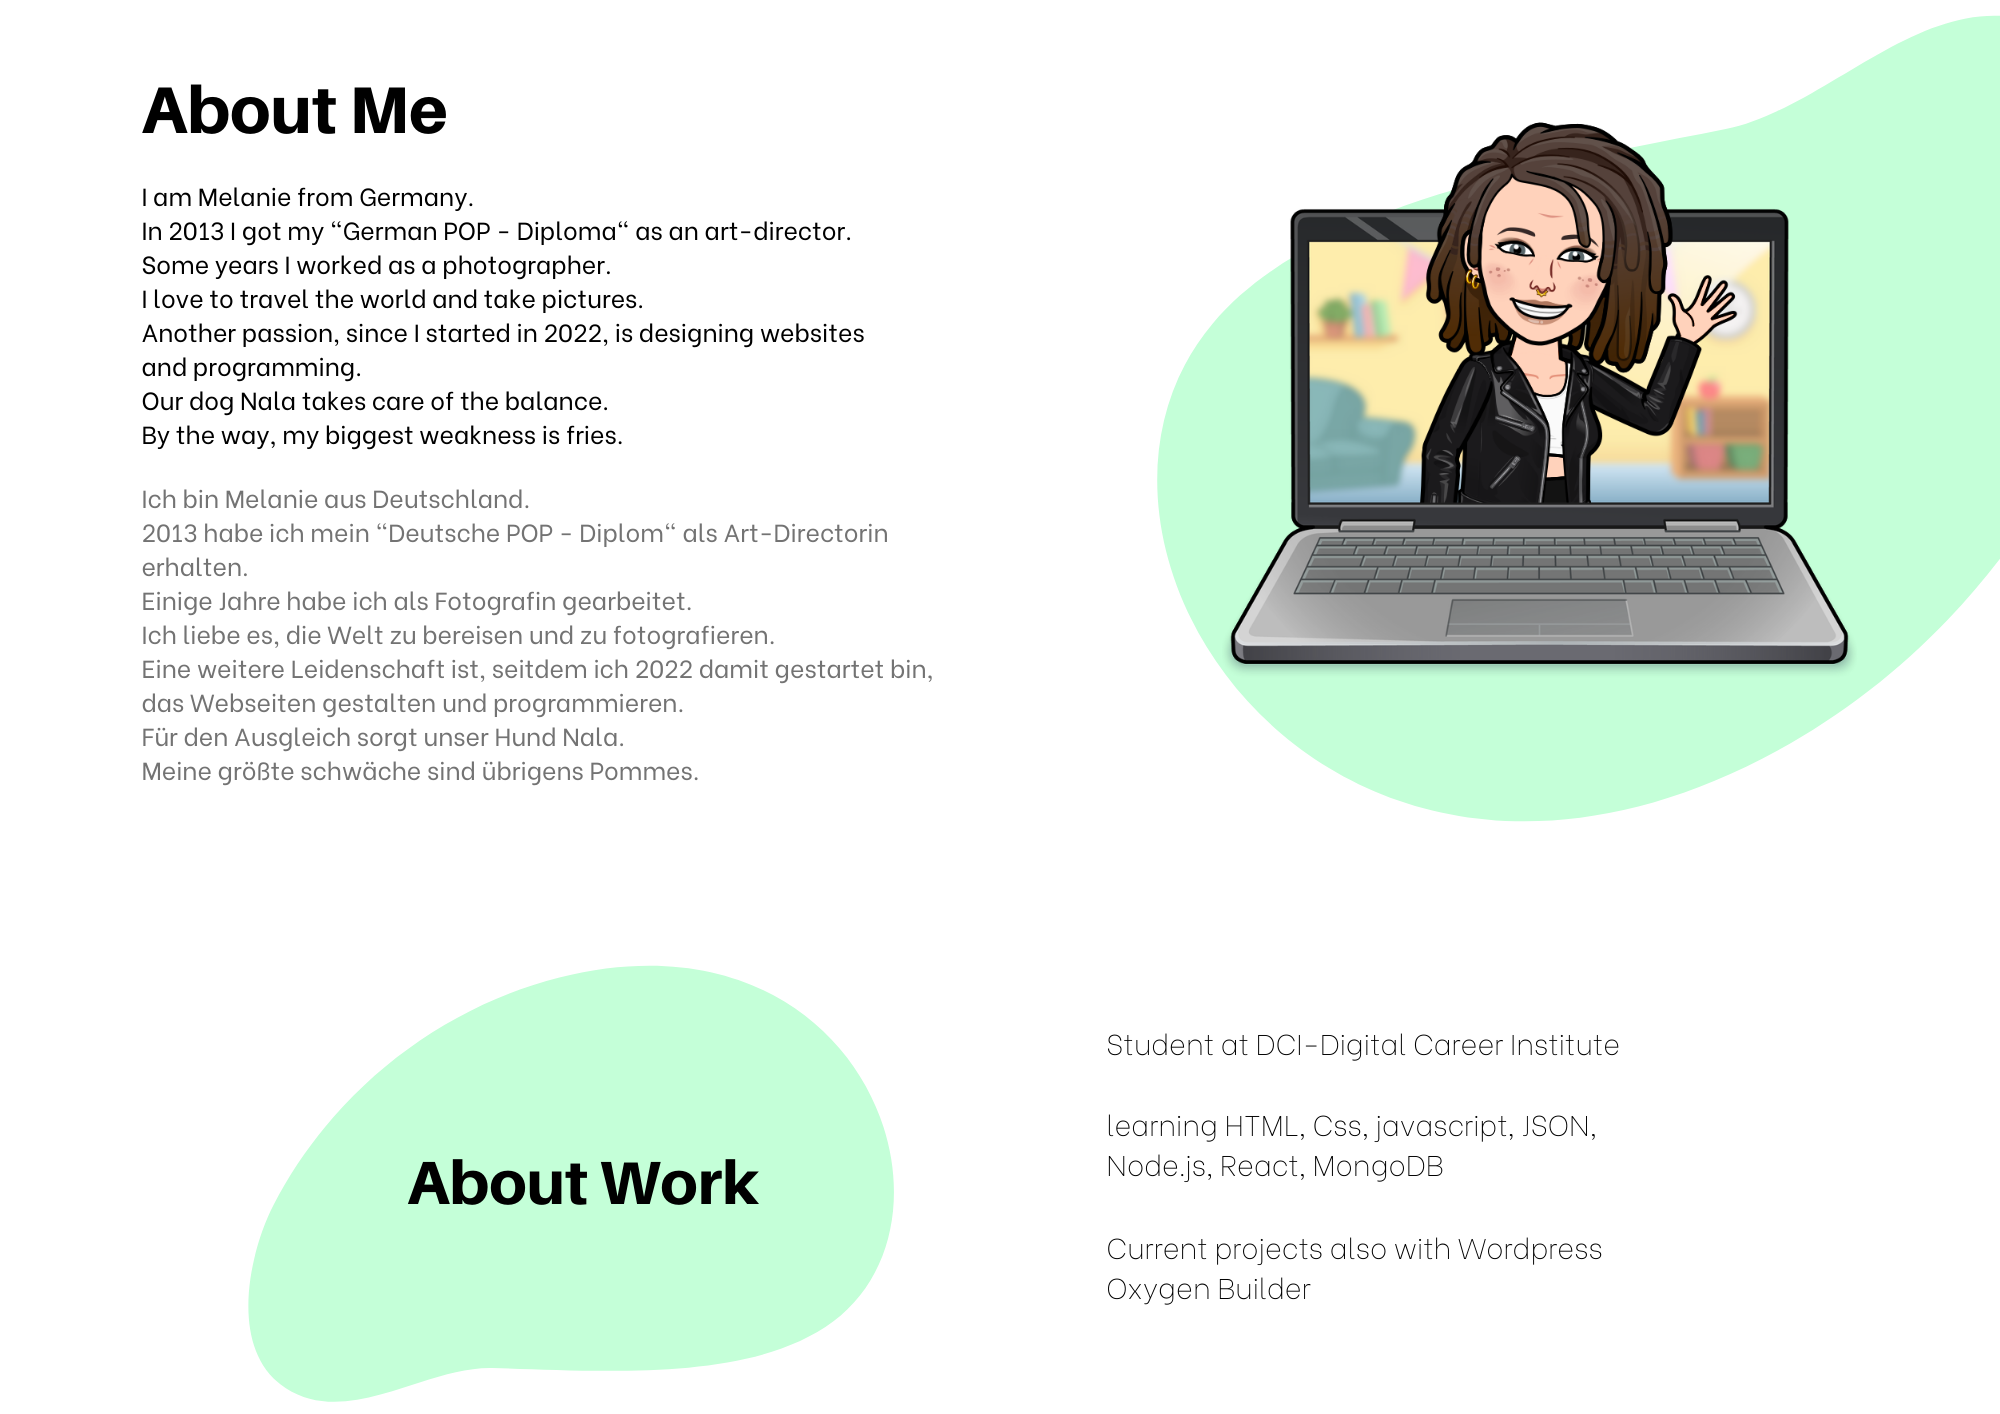 About Me
I am Melanie from Germany.
In 2013 I got my “German POP - Diploma“ as an art-director.
Some years I worked as a photographer.
I love to travel the world and take pictures.
Another passion, since I started in 2022, is designing websites
and programming.
Our dog Nala takes care of the balance.
By the way, my biggest weakness is fries.
Ich bin Melanie aus Deutschland.
2013 habe ich mein “Deutsche POP - Diplom“ als Art-Directorin
erhalten.
Einige Jahre habe ich als Fotografin gearbeitet.
Ich liebe es, die Welt zu bereisen und zu fotografieren.
Eine weitere Leidenschaft ist, seitdem ich 2022 damit gestartet bin,
das Webseiten gestalten und programmieren.
Für den Ausgleich sorgt unser Hund Nala.
Meine größte schwäche sind übrigens Pommes.
About Work
Student at DCI-Digital Career Institute
learning HTML, Css, javascript, JSON,
Node.js, React, MongoDB
Current projects also with Wordpress
Oxygen Builder